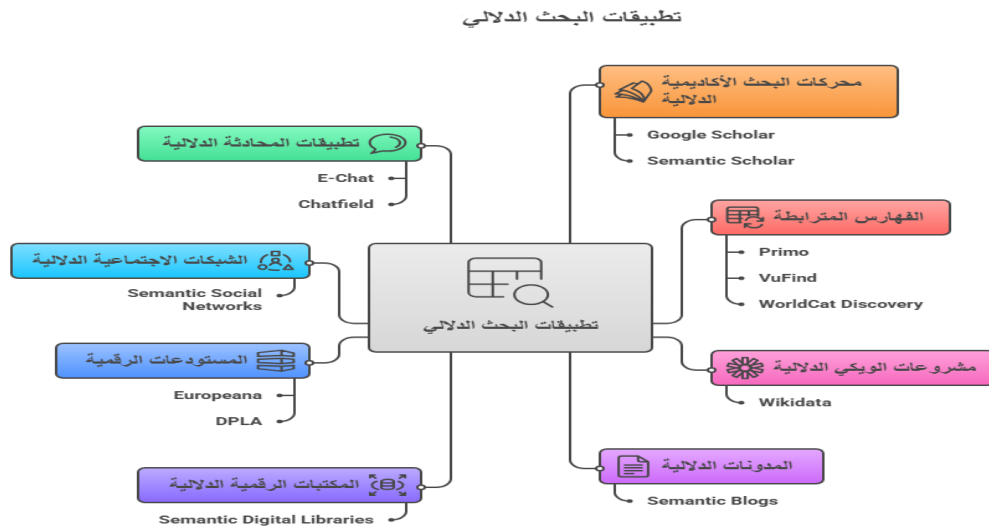 تطبيقات البحث الدلالي
محركات البحث الأكاديمية
الدلالية
Google Scholar
Semantic Scholar
الفهارس المترابطة
Primo
VuFind
WorldCat Discovery
مشروعات الويكي الدلالية
Wikidata
المدونات الدلالية
Semantic Blogs
تطبيقات البحث الدلالي
تطبيقات المحادثة الدلالية
E-Chat
Chatfield
الشبكات الاجتماعية الدلالية
Semantic Social
Networks
المستودعات الرقمية
Europeana
DPLA
المكتبات الرقمية الدلالية
Semantic Digital Libraries